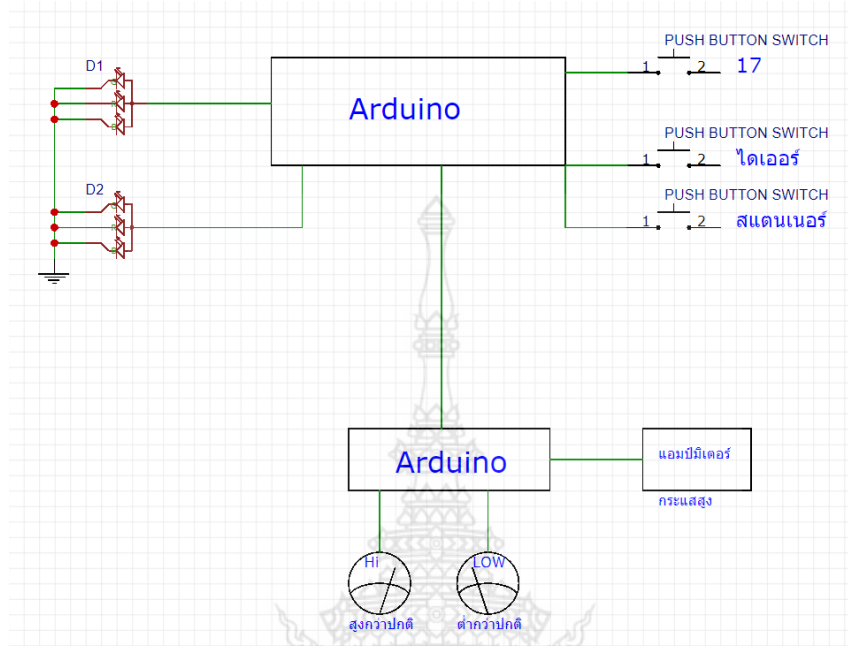 PUSH BUTTON SWITCH
1 2 17
D1
Arduino
PUSH BUTTON SWITCH
1 2 ไดเออร์
D2
PUSH BUTTON SWITCH
1 2 สแตนเนอร์
Arduino
แอมป์มิเตอร์
กระแสสูง
Hi
LOW
สูงกว่าปกติ
ต่ำกว่าปกติ